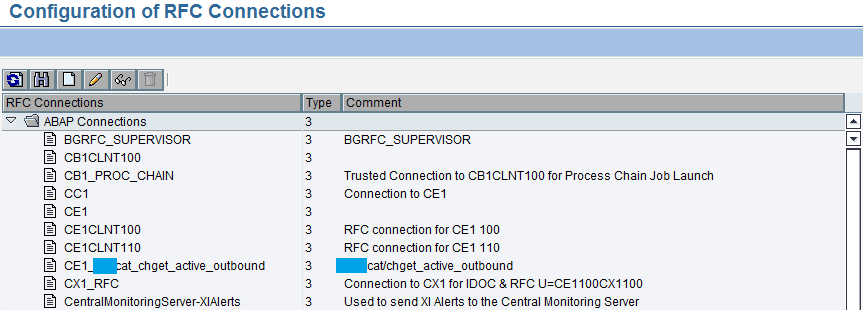 Configuration of RFC Connections
RFC Connections Type Comment
ABAP Connections 3
BGRFC_SUPERVISOR 3 BGRFC_SUPERVISOR
CB1CLNT100 3
CB1_PROC_CHAIN 3 Trusted Connection to CB1CLNT100 for Process Chain Job Launch
CC1 3 Connection to CE1
CE1 3
CE1CLNT100 3 RFC connection for CE1 100
CE1CLNT110 3 RFC connection for CE1 110
CE1_ cat_chget_active_outbound 3 cat/chget_active_outbound
CX1_RFC 3 Connection to CX1 for IDOC & RFC U=CE1100CX1100
CentralMonitoringServer-XIAlerts 3 Used to send XI Alerts to the Central Monitoring Server